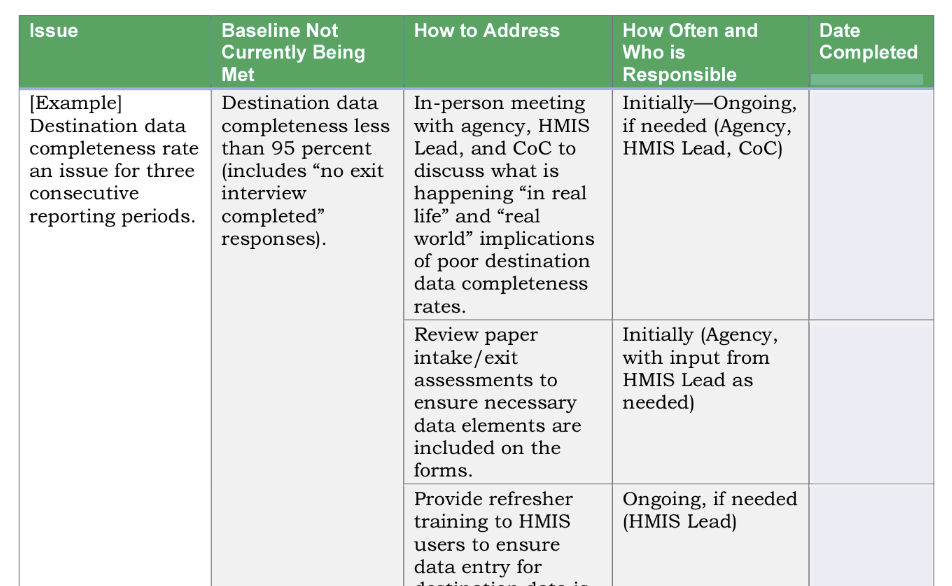 Issue
Baseline Not
Currently Being
Met
How to Address
How Often and
Who is
Responsible
Date
Completed
[Example]
Destination data
completeness rate
an issue for three
consecutive
reporting periods.
Destination data
completeness less
than 95 percent
(includes “no exit
interview
completed”
responses).
In-person meeting
with agency, HMIS
Lead, and CoC to
discuss what is
happening “in real
life” and “real
world” implications
of poor destination
data completeness
rates.
Initially—Ongoing,
if needed (Agency,
HMIS Lead, CoC)
Review paper
intake/exit
assessments to
ensure necessary
data elements are
included on the
forms.
Initially (Agency,
with input from
HMIS Lead as
needed)
Provide refresher
training to HMIS
users to ensure
data entry for
destination data is
Ongoing, if needed
(HMIS Lead)